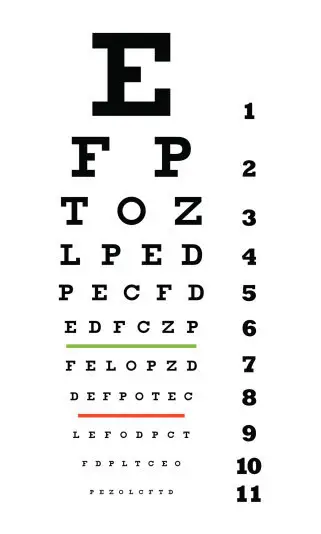 E 1
F P 2
T O Z 3
L P E D 4
P E C F D 5
E D F C Z P 6
F E L O P Z D 7
D E F P O T E C 8
L E F O D P C T 9
F D P L T C E O 10
P E Z O L C F T D 11